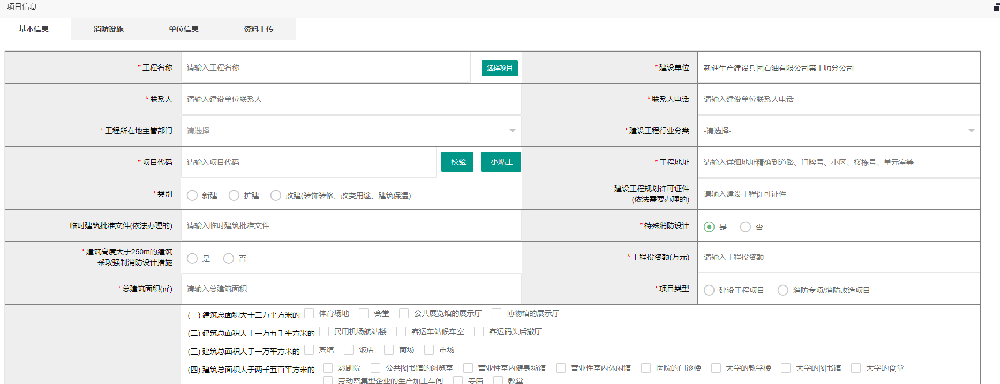 项目信息
基本信息 消防设施 单位信息 资料上传
*工程名称 请输入工程名称 选择项目 *建设单位 新疆生产建设兵团石油有限公司第十师分公司
*联系人 请输入建设单位联系人 *联系人电话 请输入建设单位联系人电话
*工程所在地主管部门 请选择 *建设工程行业分类 -请选择-
*项目代码 请输入项目代码 校验 小贴士 *工程地址 请输入详细地址精确到道路、门牌号、小区、楼栋号、单元室等
*类别 新建 扩建 改建(装饰装修、改变用途、建筑保温) 建设工程规划许可证件
(依法需要办理的) 请输入建设工程许可证件
临时建筑批准文件(依法办理的) 请输入临时建筑批准文件 *特殊消防设计 是 否
*建筑高度大于250m的建筑
采取强制消防设计措施 是 否 *工程投资额(万元) 请输入工程投资额
*总建筑面积(㎡) 请输入总建筑面积 *项目类型 建设工程项目 消防专项/消防改造项目
(一) 建筑总面积大于二万平方米的 体育场地 会堂 公共展览馆的展示厅 博物馆的展示厅
(二) 建筑总面积大于一万五千平方米的 民用机场航站楼 客运车站候车室 客运码头后撤厅
(三) 建筑总面积大于一万平方米的 宾馆 饭店 商场 市场
(四) 建筑总面积大于两千五百平方米的 影剧院 公共图书馆的阅览室 营业性室内健身场馆 营业性室内休闲馆 医院的门诊楼 大学的教学楼 大学的图书馆 大学的食堂
劳动密集型企业的生产加工车间 寺庙 教堂